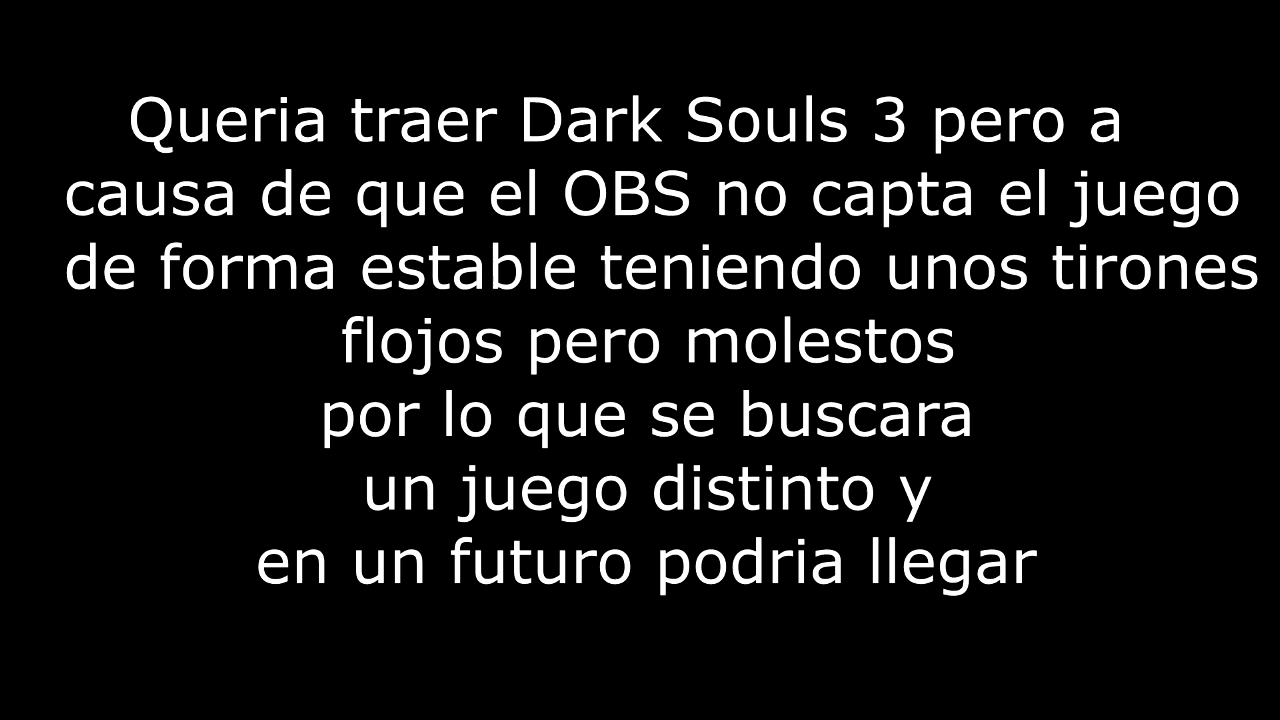 Queria traer Dark Souls 3 pero a
causa de que el OBS no capta el juego
de forma estable teniendo unos tirones
flojos pero molestos
por lo que se buscara
un juego distinto y
en un futuro podria llegar